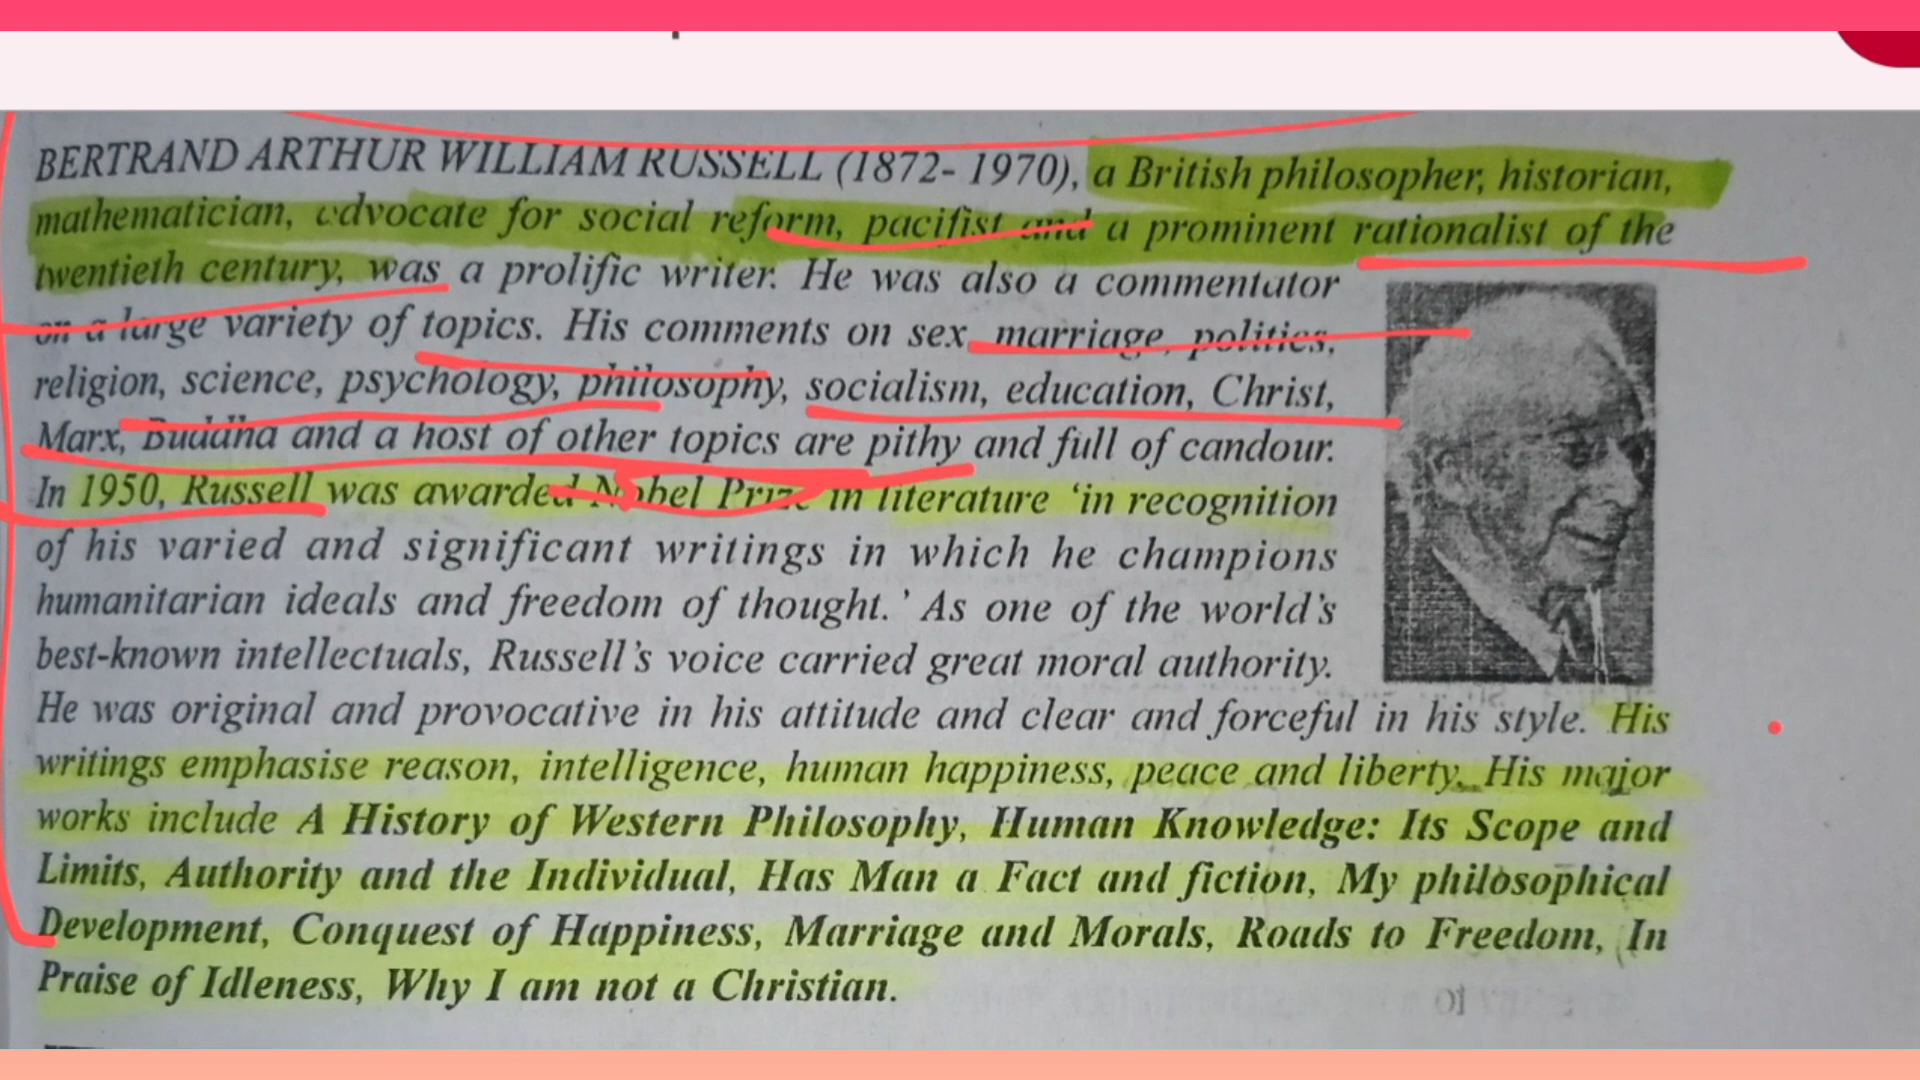 BERTRAND ARTHUR WILLIAM RUSSELL (1872- 1970), a British philosopher, historian,
mathematician, advocate for social reform, pacifist and a prominent rationalist of the
twentieth century, was a prolific writer. He was also a commentator
on a large variety of topics. His comments on sex, marriage, politics,
religion, science, psychology, philosophy, socialism, education, Christ,
Marx, Buddha and a host of other topics are pithy and full of candour.
In 1950, Russell was awarded Nobel Prize in literature ‘in recognition
of his varied and significant writings in which he champions
humanitarian ideals and freedom of thought.’ As one of the world’s
best-known intellectuals, Russell’s voice carried great moral authority.
He was original and provocative in his attitude and clear and forceful in his style. His
writings emphasise reason, intelligence, human happiness, peace and liberty. His major
works include A History of Western Philosophy, Human Knowledge: Its Scope and
Limits, Authority and the Individual, Has Man a Fact and fiction, My philosophical
Development, Conquest of Happiness, Marriage and Morals, Roads to Freedom, In
Praise of Idleness, Why I am not a Christian.